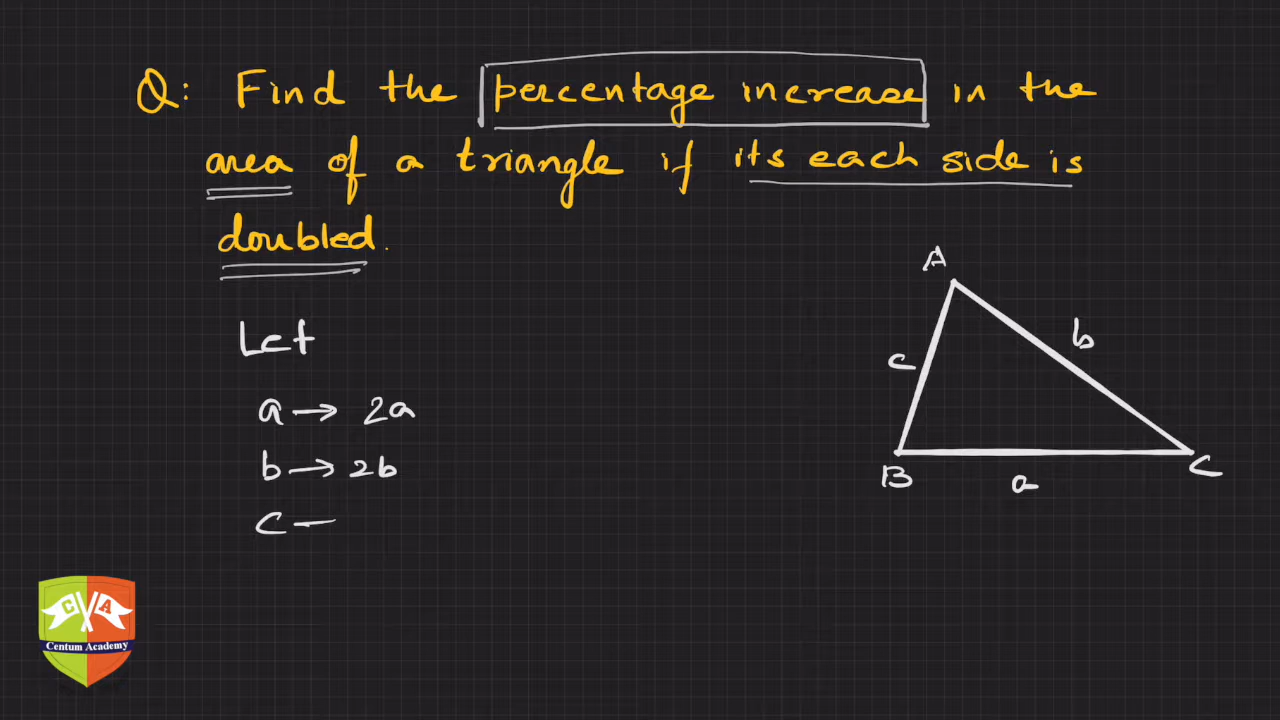 Q: Find the percentage increase in the
area of a triangle if its each side is
doubled.
Let
a → 2a
b → 2b
c —
A
b
c
B
a
C
C A
Centum Academy